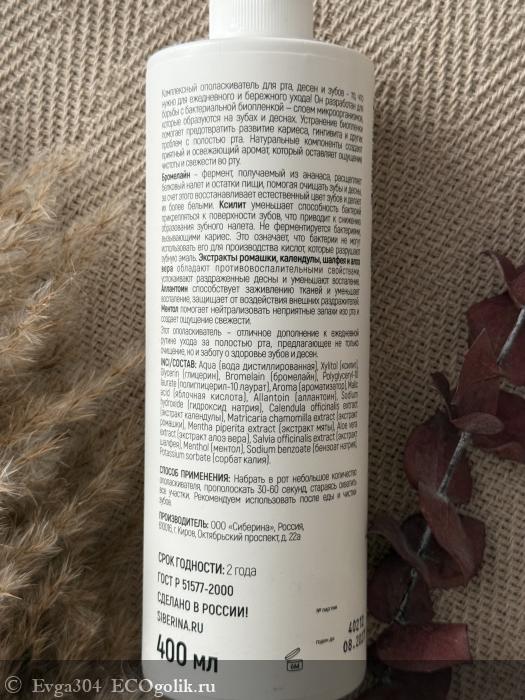 Комплексный ополаскиватель для рта, десен и зубов - то, что
нужно для ежедневного и бережного ухода! Он разработан для
борьбы с бактериальной биопленкой – слоем микроорганизмов,
которые образуются на зубах и деснах. Устранение биопленки
помогает предотвратить развитие кариеса, гингивита и других
проблем с полостью рта. Натуральные компоненты создают
приятный и освежающий аромат, который оставляет ощущение
чистоты и свежести во рту.
Бромелайн – фермент, получаемый из ананаса, расщепляет
белковый налет и остатки пищи, помогая очищать зубы и десны,
за счет этого восстанавливается естественный цвет зубов и делает
их более белыми. Ксилит уменьшает способность бактерий
прикрепляться к поверхности зубов, что приводит к снижению
образования зубного налета. Не ферментируется бактериями,
вызывающими кариес. Это означает, что бактерии не могут
использовать его для производства кислот, которые разрушают
зубную эмаль. Экстракты ромашки, календулы, шалфея и алоэ
вера обладают противовоспалительными свойствами,
успокаивают раздраженные десны и уменьшают воспаление.
Аллантоин способствует заживлению тканей и уменьшает
воспаление, защищает от воздействия внешних раздражителей.
Ментол помогает нейтрализовать неприятные запахи изо рта и
создает ощущение свежести.
Этот ополаскиватель – отличное дополнение к ежедневной
рутине ухода за полостью рта, предлагающее не только
очищение, но и заботу о здоровье зубов и десен.
INCI/СОСТАВ: Aqua (вода дистиллированная), Xylitol (ксилит),
Glycerin (глицерин), Bromelain (бромелайн), Polyglyceryl-10
laurate (полиглицерил-10 лаурат), Aroma (ароматизатор), Malic
acid (яблочная кислота), Allantoin (аллантоин), Sodium
hydroxide (гидроксид натрия), Calendula officinalis extract
(экстракт календулы), Matricaria chamomilla extract (экстракт
ромашки), Mentha piperita extract (экстракт мяты), Aloe vera
extract (экстракт алоэ вера), Salvia officinalis extract (экстракт
шалфея), Menthol (ментол), Sodium benzoate (бензоат натрия),
Potassium sorbate (сорбат калия).
СПОСОБ ПРИМЕНЕНИЯ: Набрать в рот небольшое количество
ополаскивателя, прополоскать 30-60 секунд, стараясь охватить
все участки. Рекомендуем использовать после еды и чистки
зубов.
ПРОИЗВОДИТЕЛЬ: ООО «Сиберина», Россия,
610016, г. Киров, Октябрьский проспект, д. 22а
СРОК ГОДНОСТИ: 2 года
ГОСТ Р 51577-2000
СДЕЛАНО В РОССИИ!
SIBERINA.RU
400 мл
№ партии
годен до
08.202
6M
Evga304 ECOgolik.ru